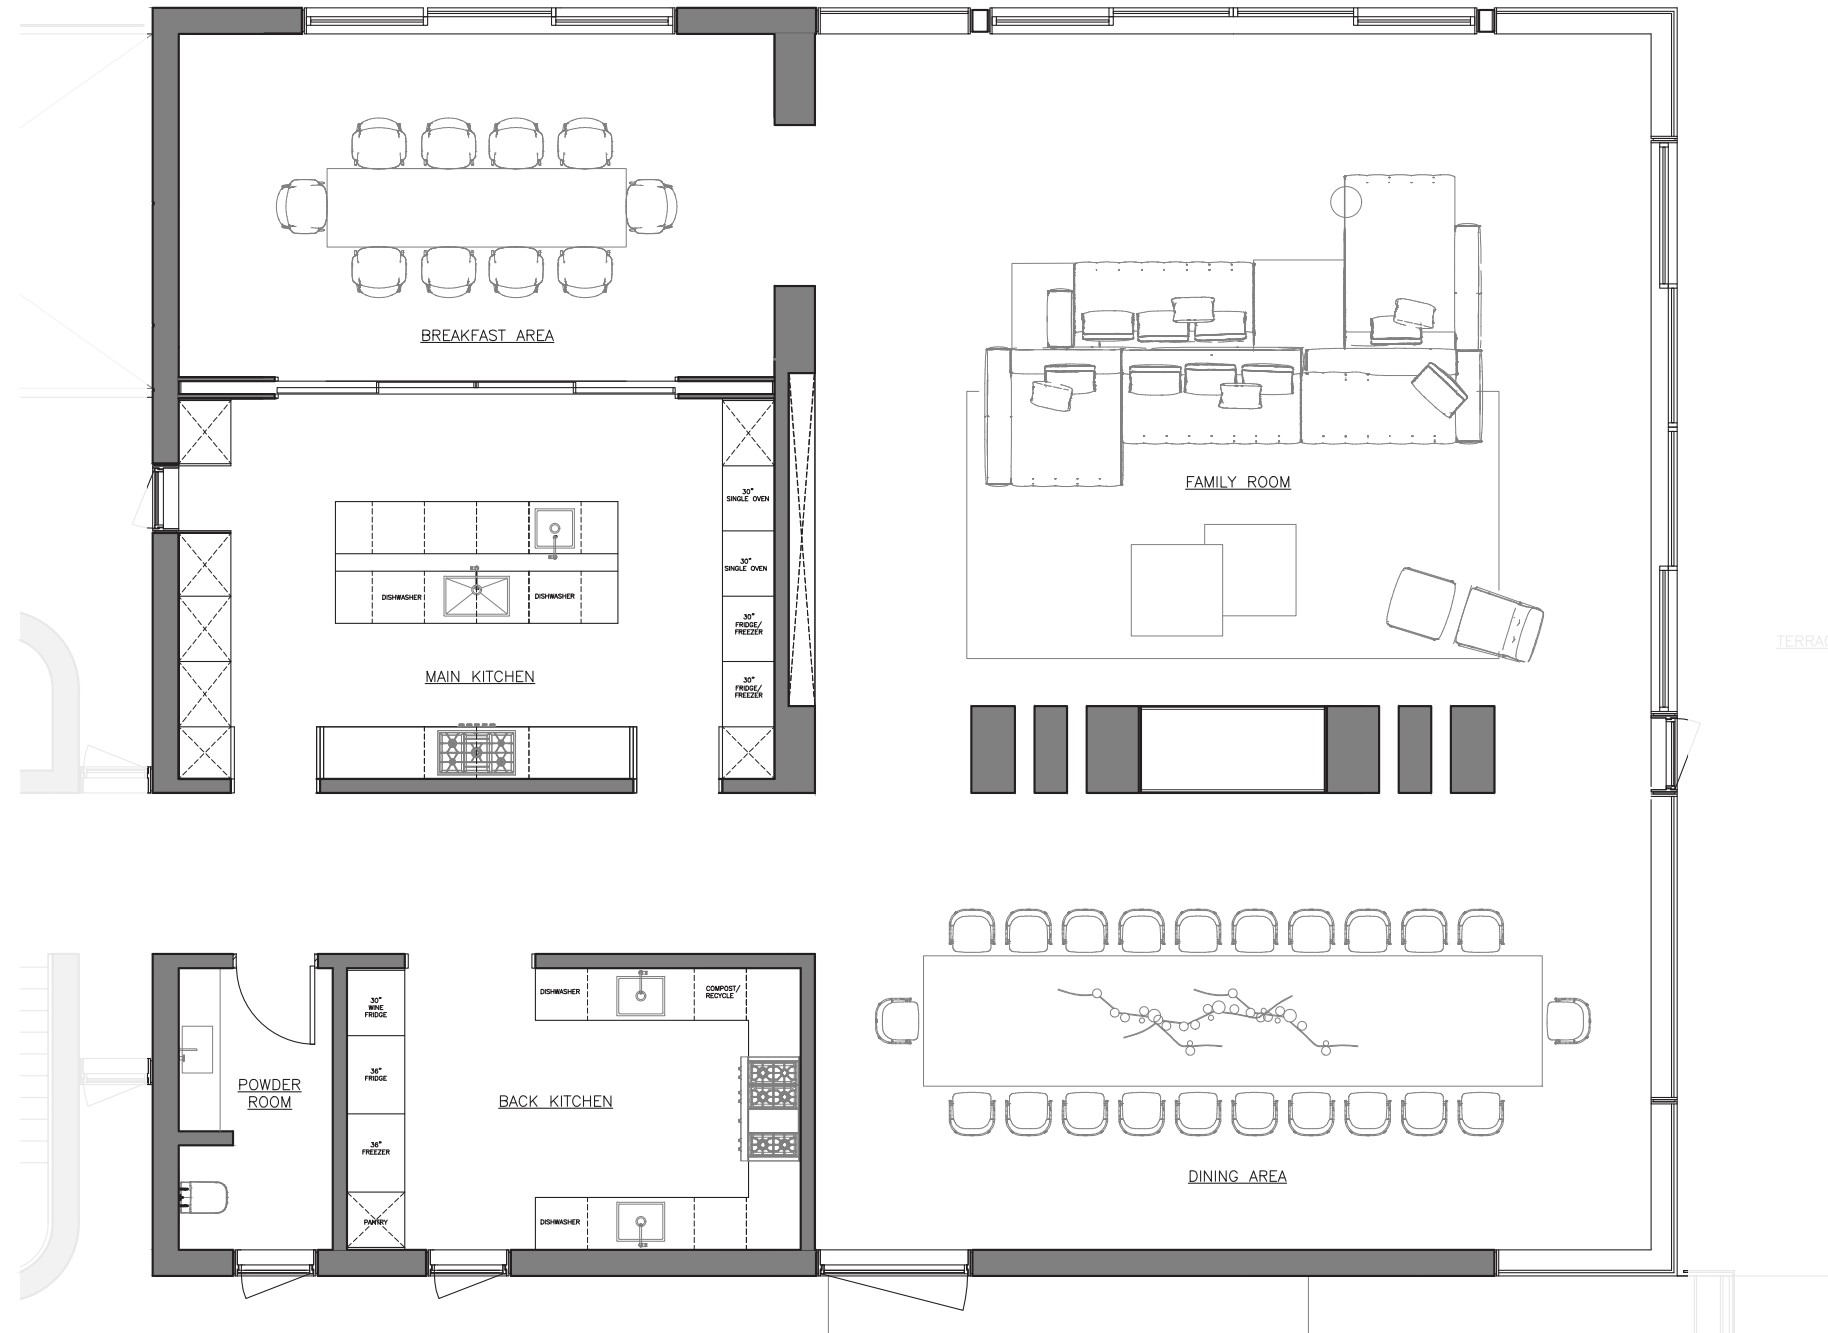 BREAKFAST AREA
30"
SINGLE OVEN
FAMILY ROOM
30"
SINGLE OVEN
DISHWASHER
DISHWASHER
30"
FRIDGE/
FREEZER
MAIN KITCHEN
30"
FRIDGE/
FREEZER
TERRAC
30"
WINE
FRIDGE
DISHWASHER
COMPOST/
RECYCLE
36"
FRIDGE
POWDER
ROOM
BACK KITCHEN
36"
FREEZER
DINING AREA
PANTRY
DISHWASHER